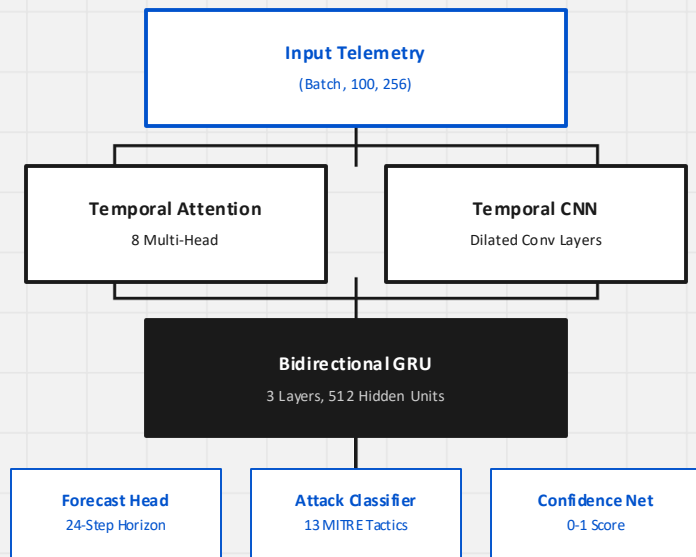 Input Telemetry
(Batch, 100, 256)
Temporal Attention
8 Multi-Head
Temporal CNN
Dilated Conv Layers
Bidirectional GRU
3 Layers, 512 Hidden Units
Forecast Head
24-Step Horizon
Attack Classifier
13 MITRE Tactics
Confidence Net
0-1 Score